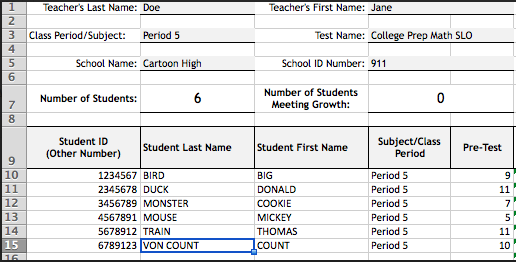 1 Teacher's Last Name: Doe Teacher's First Name: Jane
2
3 Class Period/Subject: Period 5 Test Name: College Prep Math SLO
4
5 School Name: Cartoon High School ID Number: 911
6
7 Number of Students: 6 Number of Students Meeting Growth: 0
8
9 Student ID (Other Number) Student Last Name Student First Name Subject/Class Period Pre-Test
10 1234567 BIRD BIG Period 5 9
11 2345678 DUCK DONALD Period 5 11
12 3456789 MONSTER COOKIE Period 5 7
13 4567891 MOUSE MICKEY Period 5 5
14 5678912 TRAIN THOMAS Period 5 11
15 6789123 VON COUNT COUNT Period 5 10
16